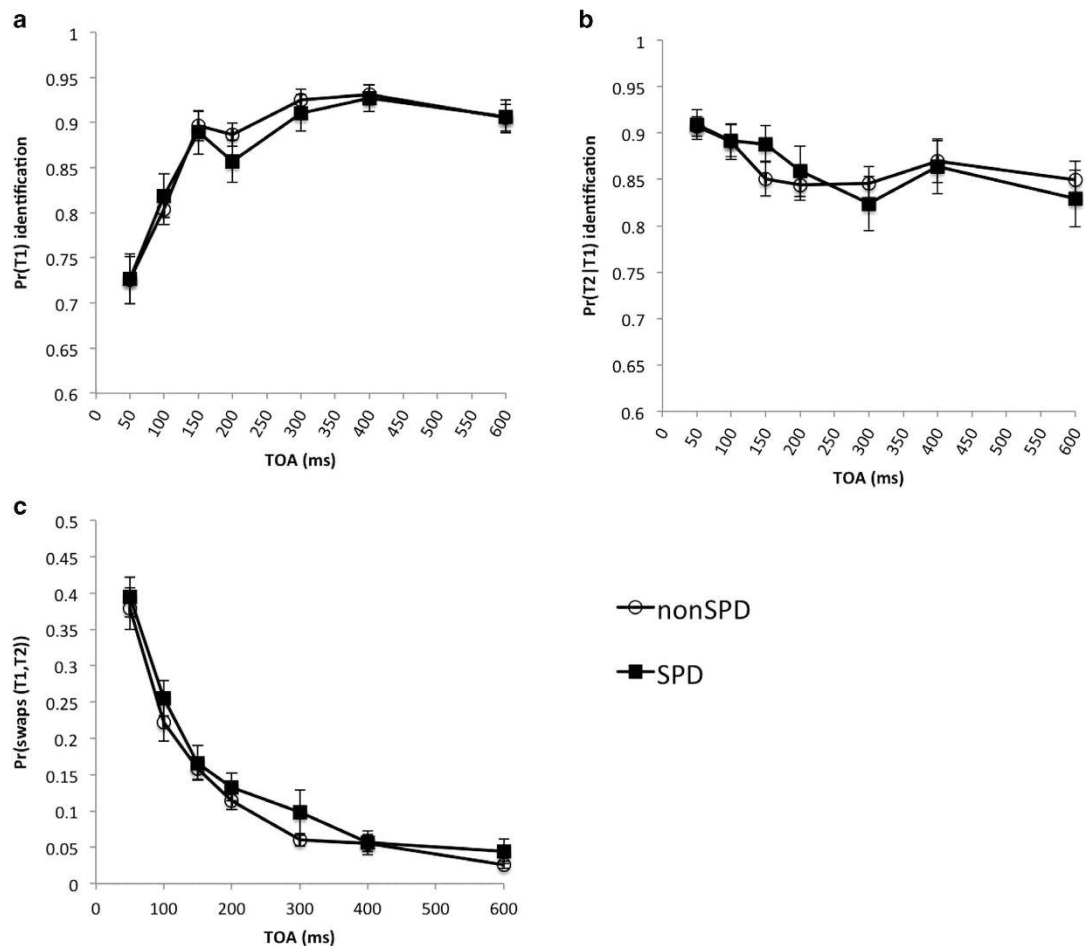 a
1
0.95
0.9
0.85
0.8
0.75
0.7
0.65
0.6
Pr(T1) identification
0 50 100 150 200 250 300 350 400 450 500 550 600
TOA (ms)
b
1
0.95
0.9
0.85
0.8
0.75
0.7
0.65
0.6
Pr(T2|T1) identification
0 50 100 150 200 250 300 350 400 450 500 550 600
TOA (ms)
c
0.5
0.45
0.4
0.35
0.3
0.25
0.2
0.15
0.1
0.05
0
Pr(swaps (T1,T2))
0 100 200 300 400 500 600
TOA (ms)
nonSPD
SPD